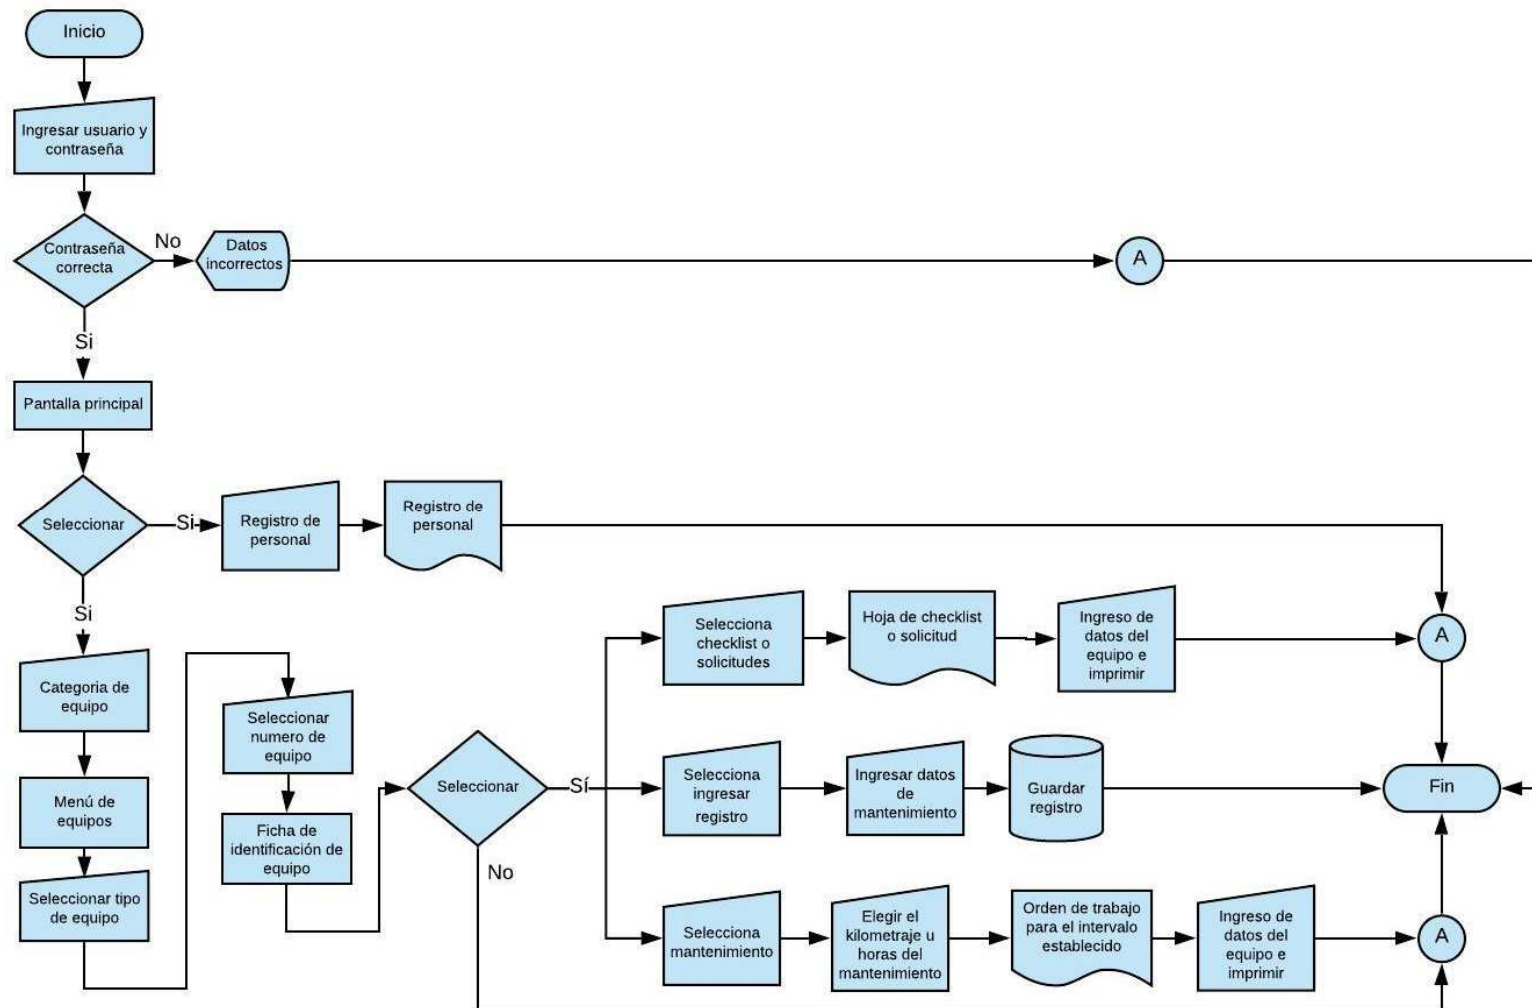 Inicio
Ingresar usuario y
contraseña
Contraseña
correcta
No
Datos
incorrectos
A
Si
Pantalla principal
Seleccionar
Si
Registro de
personal
Registro de
personal
Si
Categoria de
equipo
Menú de
equipos
Seleccionar tipo
de equipo
Seleccionar
numero de
equipo
Ficha de
identificación de
equipo
Seleccionar
Sí
No
Selecciona
checklist o
solicitudes
Hoja de checklist
o solicitud
Ingreso de
datos del
equipo e
imprimir
A
Selecciona
ingresar
registro
Ingresar datos
de
mantenimiento
Guardar
registro
Fin
Selecciona
mantenimiento
Elegir el
kilometraje u
horas del
mantenimiento
Orden de trabajo
para el intervalo
establecido
Ingreso de
datos del
equipo e
imprimir
A